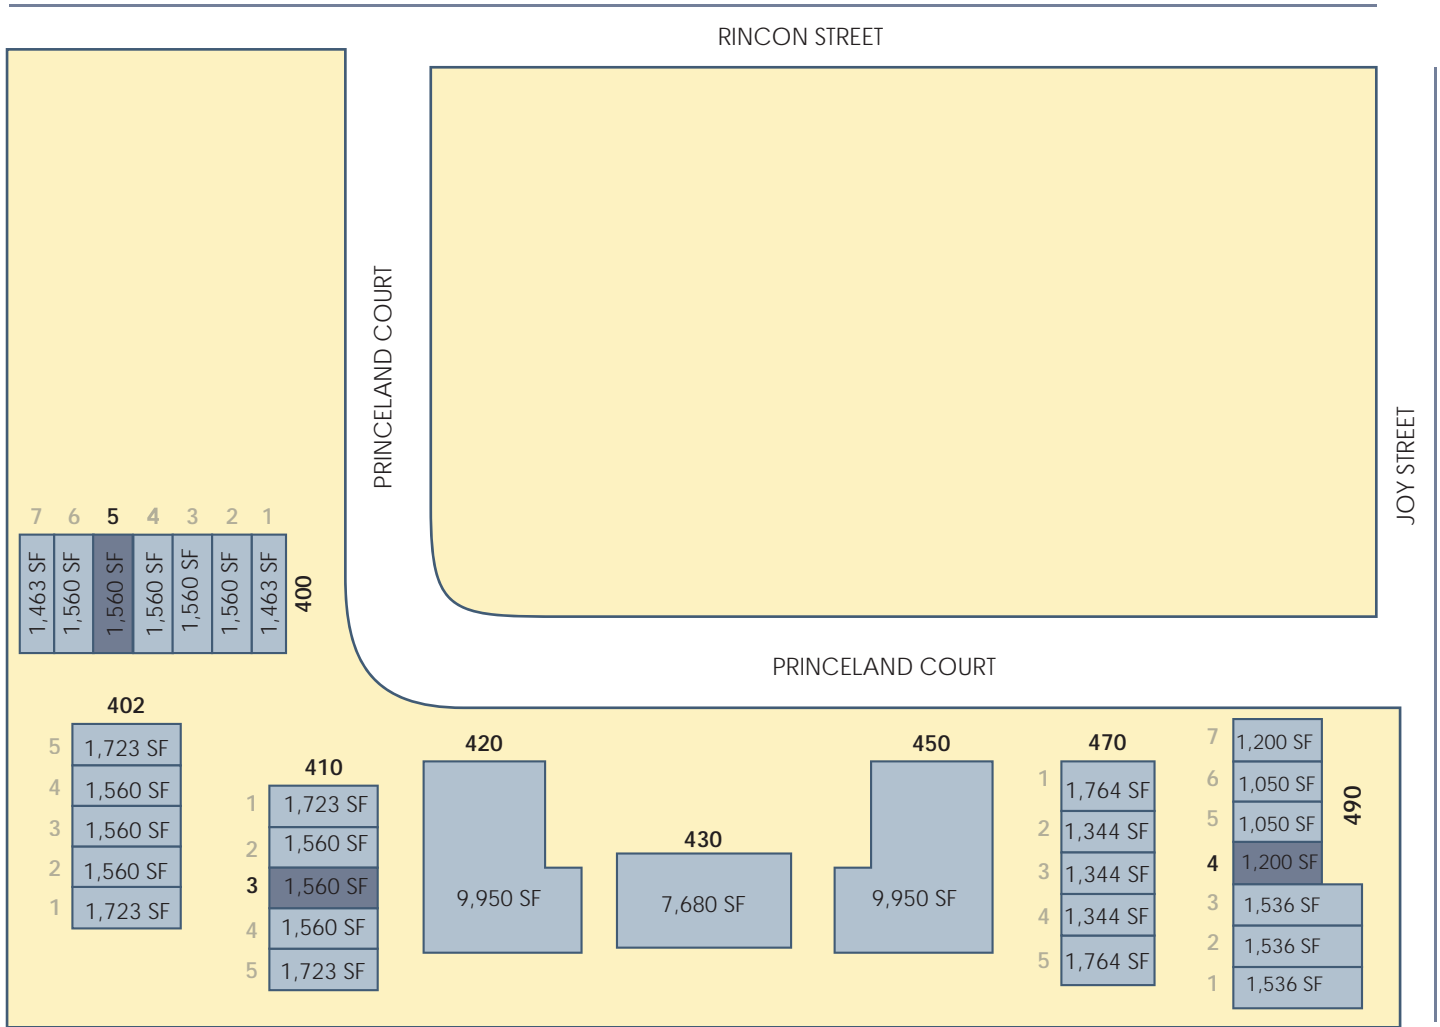 RINCON STREET
PRINCELAND COURT
JOY STREET
PRINCELAND COURT
7 6 5 4 3 2 1
1,463 SF
1,560 SF
1,560 SF
1,560 SF
1,560 SF
1,560 SF
1,463 SF
400
402
5 1,723 SF
4 1,560 SF
3 1,560 SF
2 1,560 SF
1 1,723 SF
410
1 1,723 SF
2 1,560 SF
3 1,560 SF
4 1,560 SF
5 1,723 SF
420
9,950 SF
430
7,680 SF
450
9,950 SF
470
1 1,764 SF
2 1,344 SF
3 1,344 SF
4 1,344 SF
5 1,764 SF
490
7 1,200 SF
6 1,050 SF
5 1,050 SF
4 1,200 SF
3 1,536 SF
2 1,536 SF
1 1,536 SF